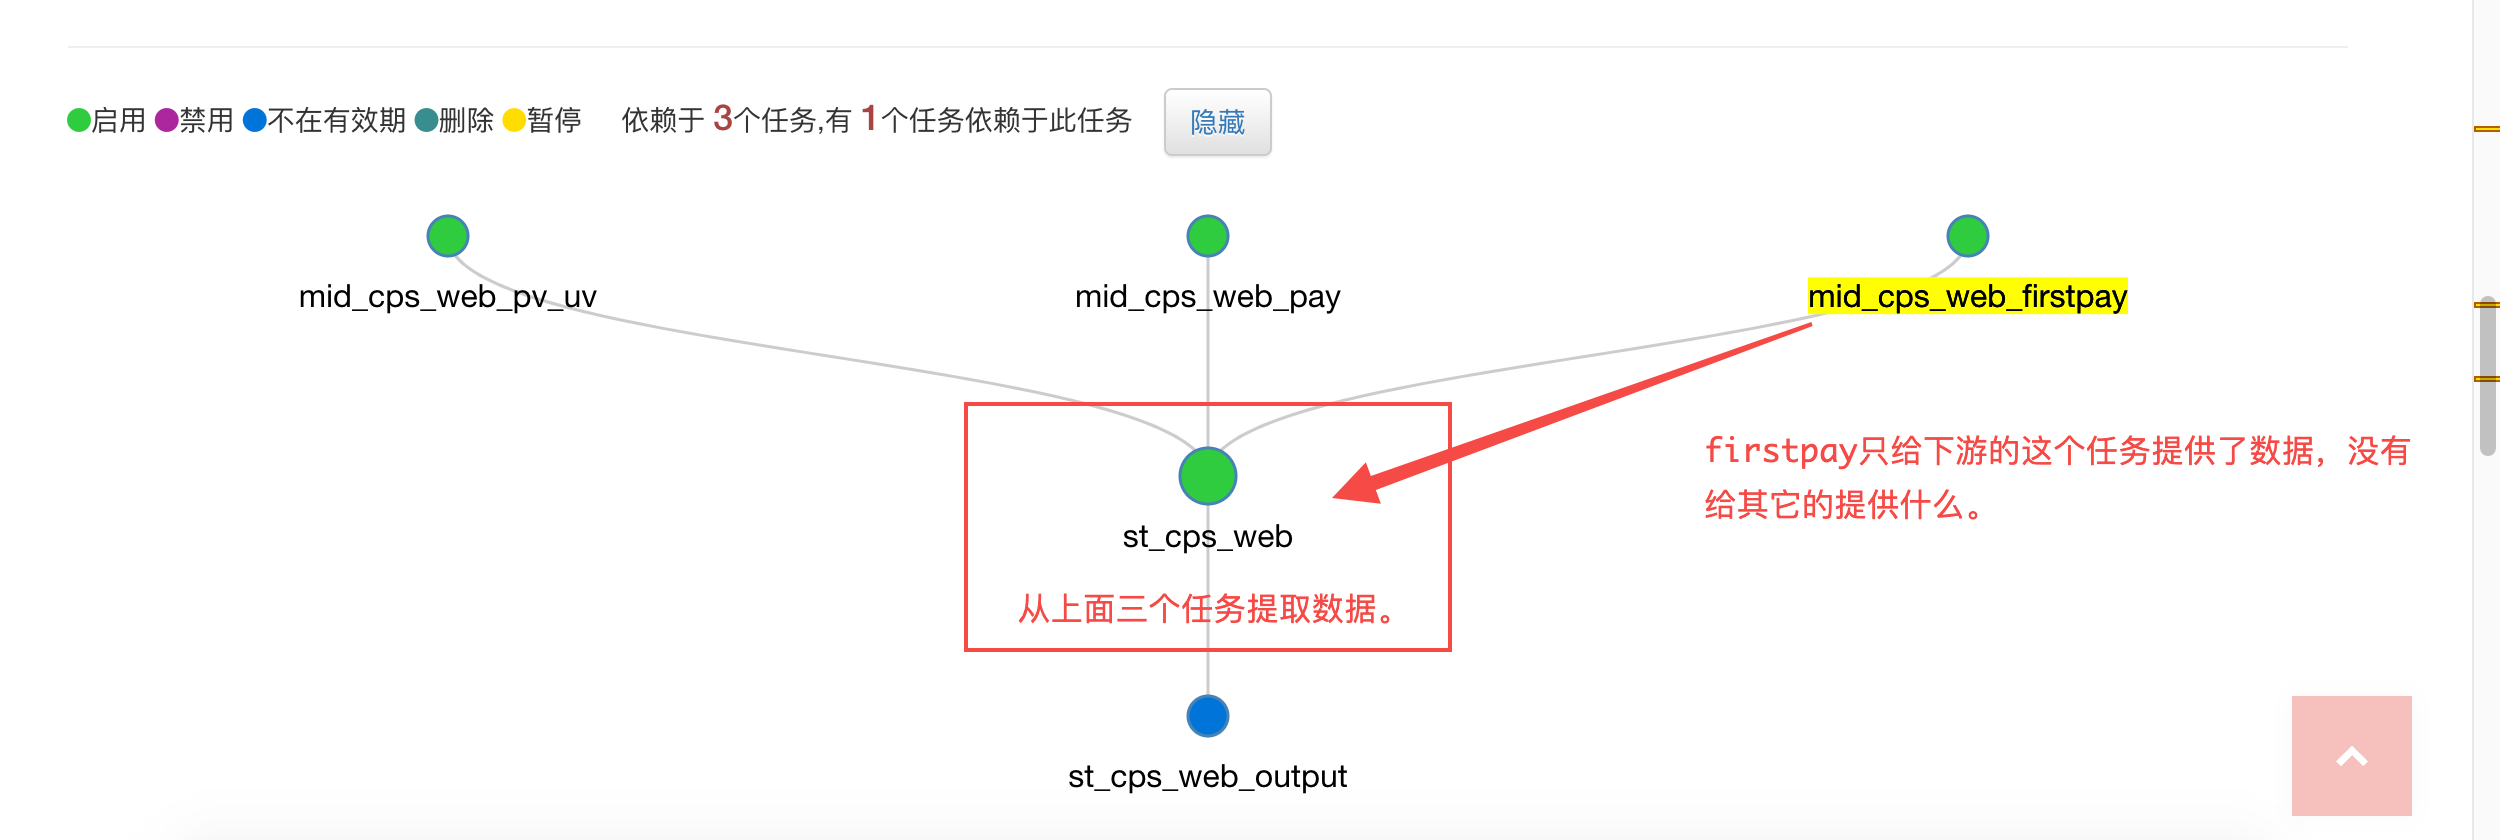 启用 禁用 不在有效期 删除 暂停 依赖于 3个任务,有 1个任务依赖于此任务 隐藏
mid_cps_web_pv_uv mid_cps_web_pay mid_cps_web_firstpay
firstpay只给下游的这个任务提供了数据，没有
给其它的提供什么。
st_cps_web
从上面三个任务提取数据。
st_cps_web_output